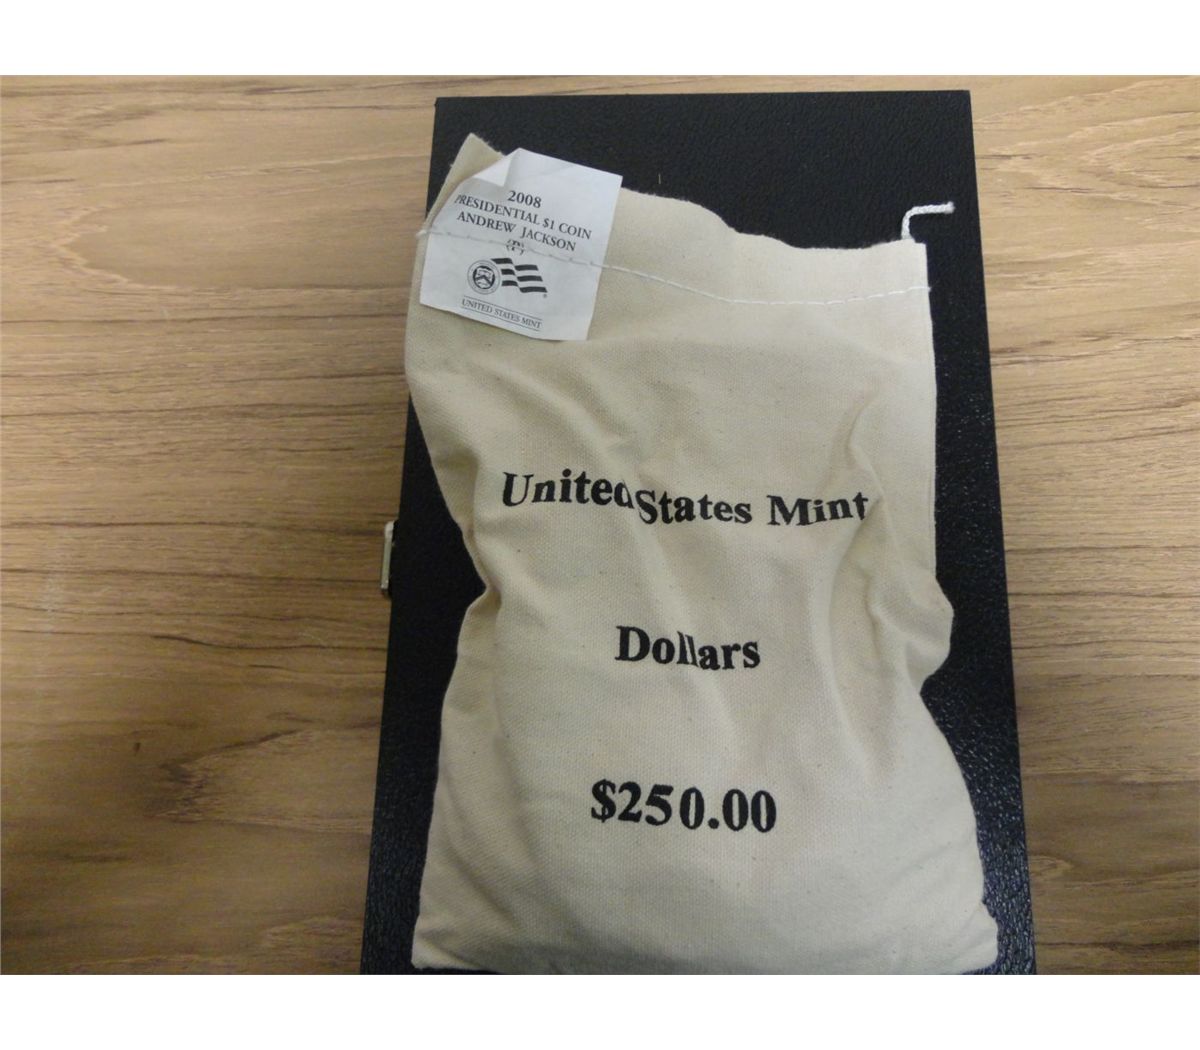 2008
PRESIDENTIAL $1 COIN
ANDREW JACKSON
(P)
UNITED STATES MINT
United States Mint
Dollars
$250.00